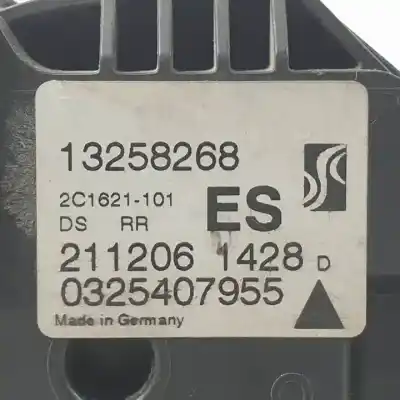 13258268
2C1621-101
DS RR
ES
211206 1428 D
0325407955
Made in Germany